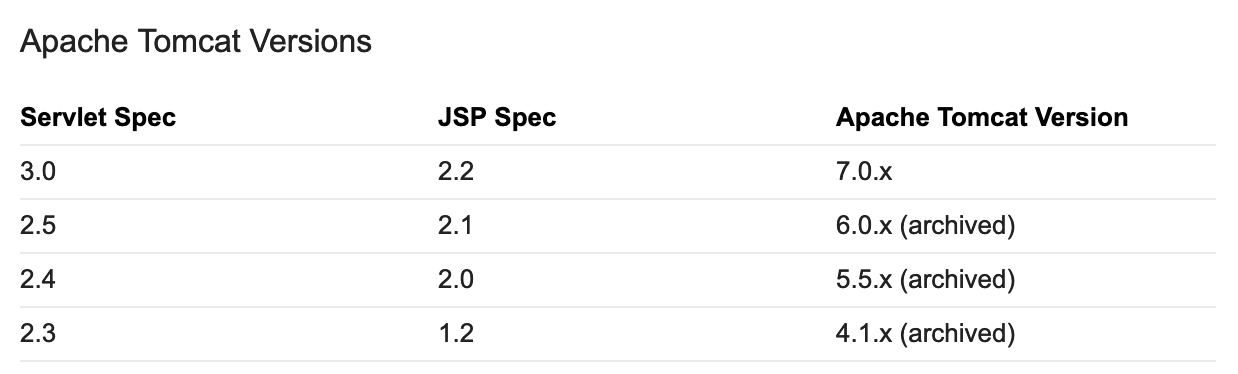 Apache Tomcat Versions
Servlet Spec JSP Spec Apache Tomcat Version
3.0 2.2 7.0.x
2.5 2.1 6.0.x (archived)
2.4 2.0 5.5.x (archived)
2.3 1.2 4.1.x (archived)